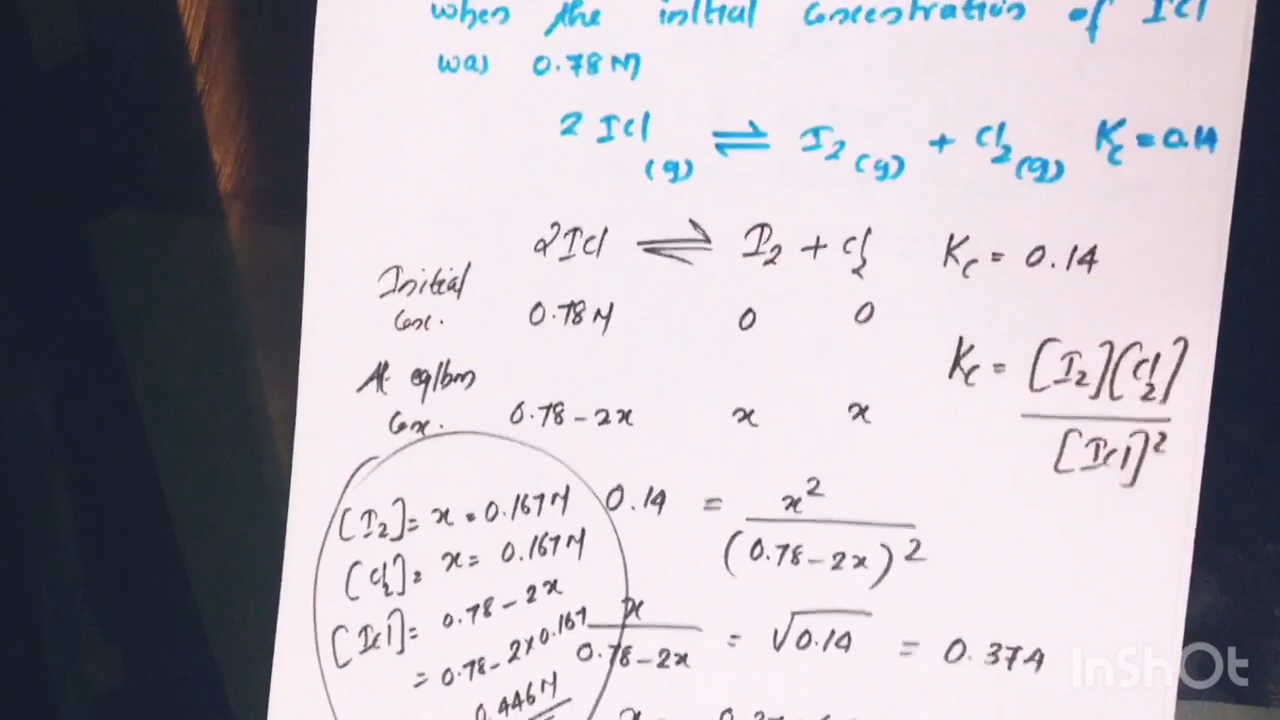 when the initial Concentration of ICl
was 0.78 M
2 ICl (g) ⇌ I2 (g) + Cl2 (g) Kc = 0.14
2ICl ⇌ I2 + Cl2 Kc = 0.14
Initial
Conc. 0.78 M 0 0
Kc = [I2][Cl2] / [ICl]²
At eqlbm
Conc. 0.78 - 2x x x
[I2] = x = 0.167 M
[Cl2] = x = 0.167 M
[ICl] = 0.78 - 2x
= 0.78 - 2x0.167
0.446 M
0.14 = x² / (0.78 - 2x)²
x / 0.78 - 2x = √0.14 = 0.374
InShOt